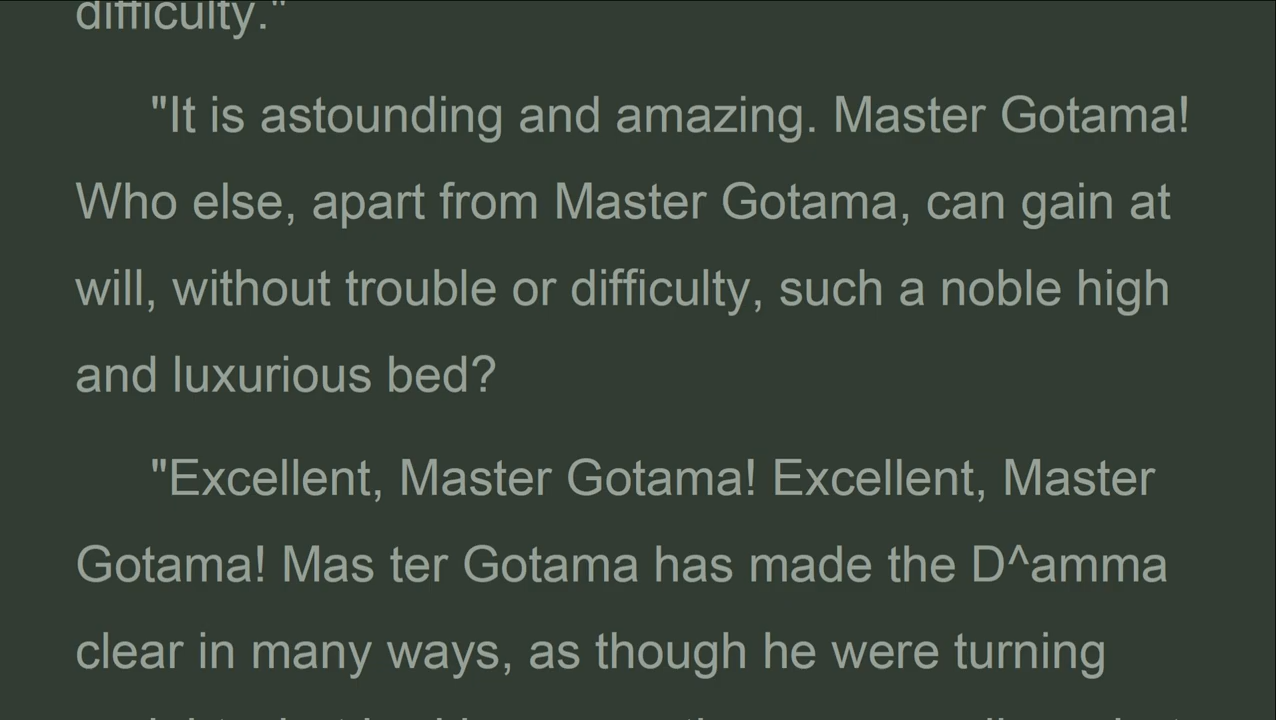 difficulty."
"It is astounding and amazing. Master Gotama!
Who else, apart from Master Gotama, can gain at
will, without trouble or difficulty, such a noble high
and luxurious bed?
"Excellent, Master Gotama! Excellent, Master
Gotama! Mas ter Gotama has made the D^amma
clear in many ways, as though he were turning